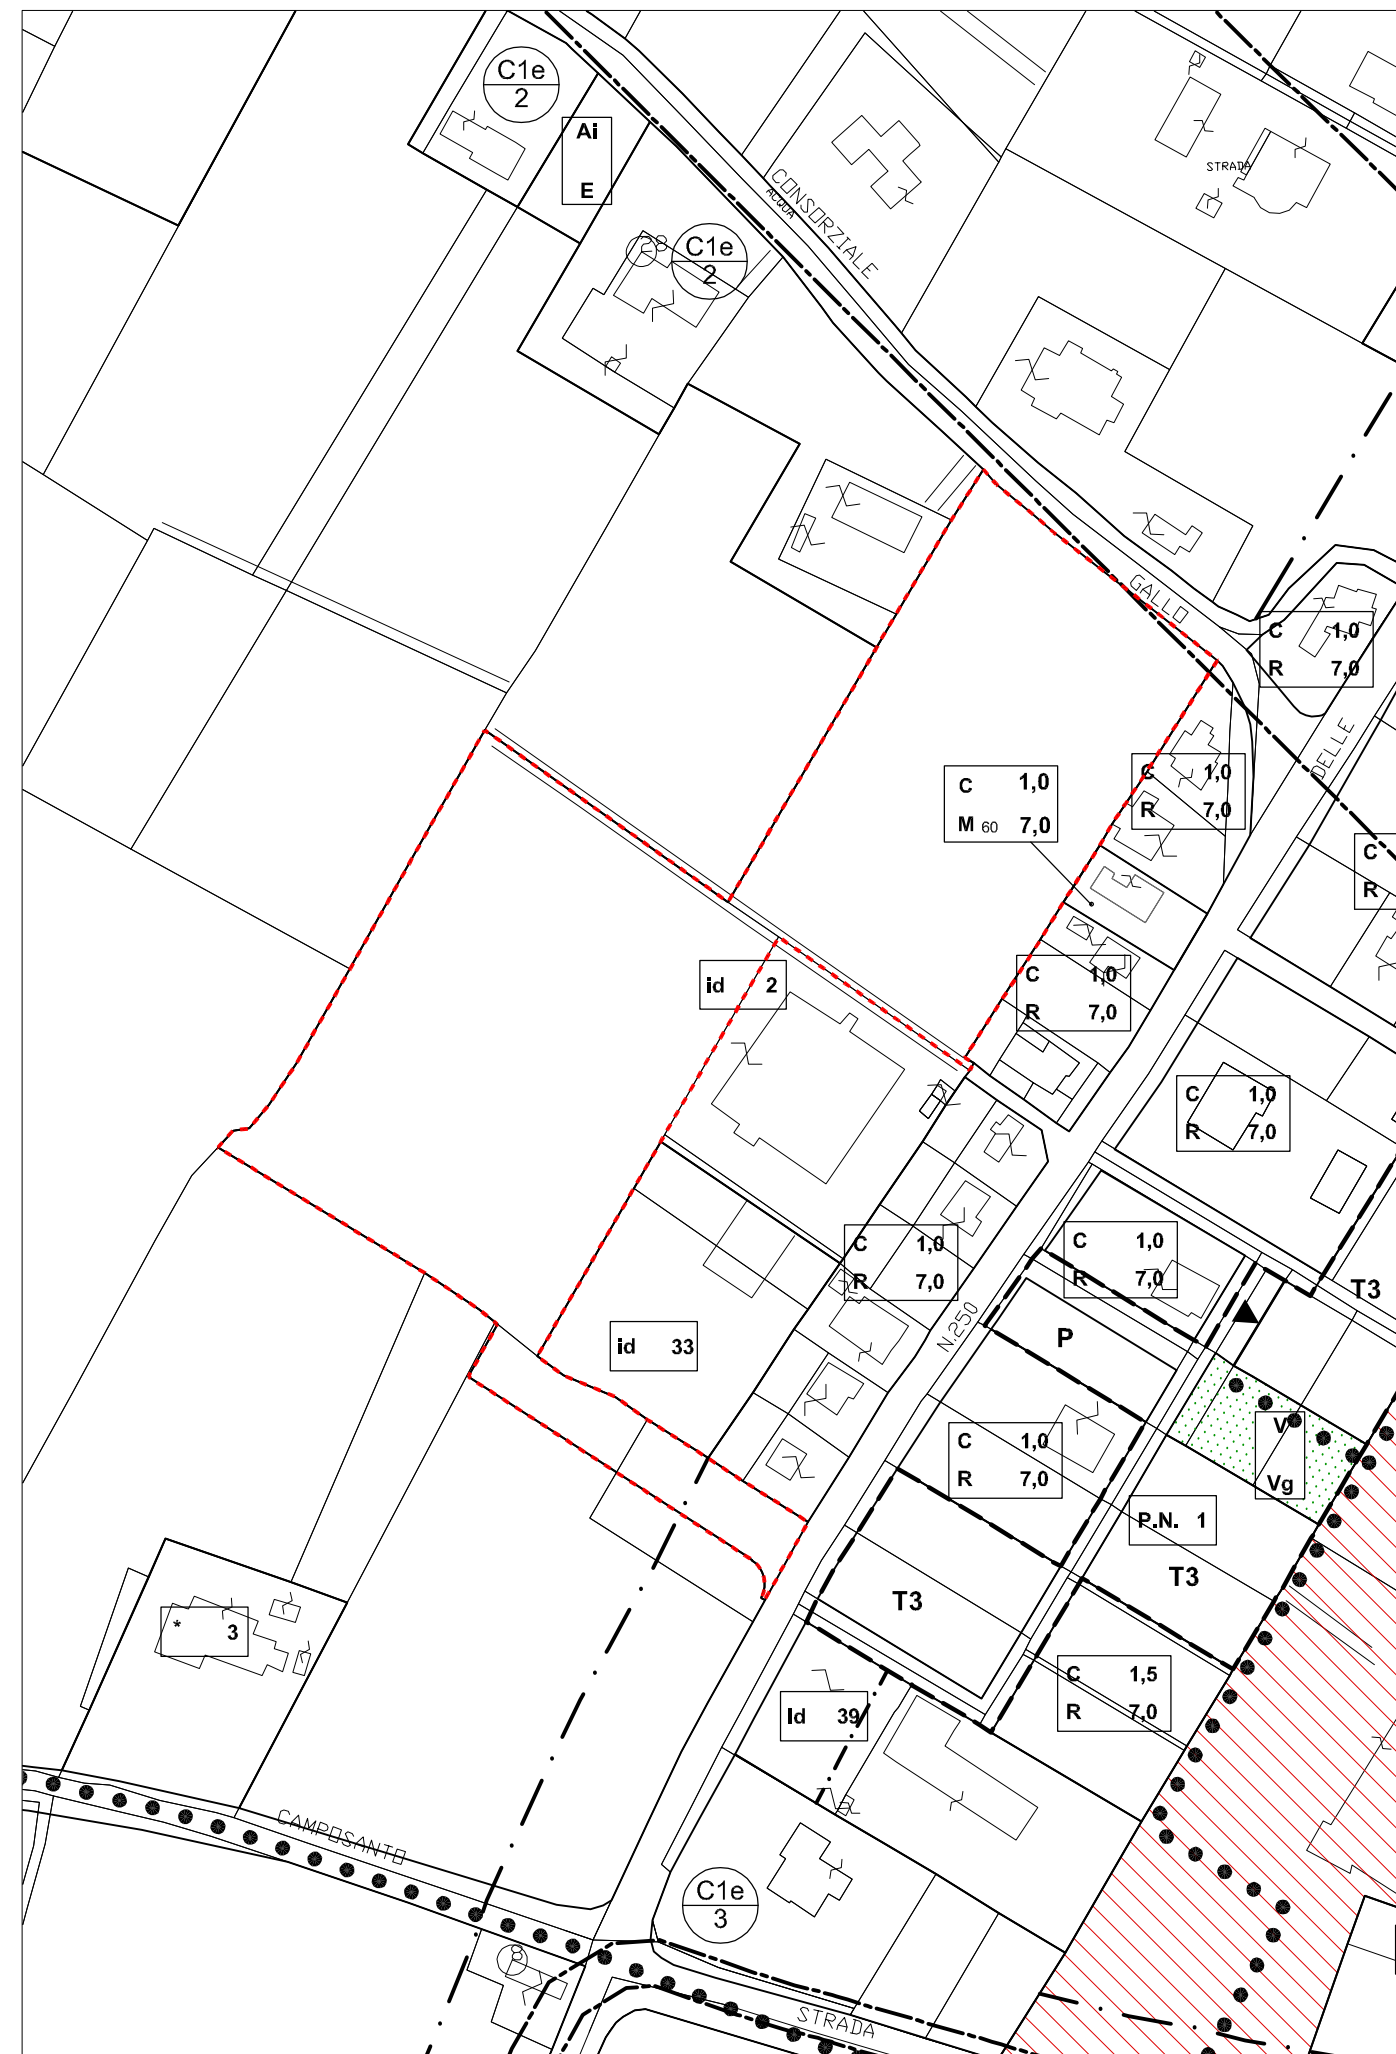 C1e
2
Ai
E
CONSORZIALE
ACQUA
STRADA
28
C1e
2
GALLO
C 1,0
R 7,0
DELLE
C 1,0
M 60 7,0
C 1,0
R 7,0
C
R
id 2
C 1,0
R 7,0
C 1,0
R 7,0
C 1,0
R 7,0
C 1,0
R 7,0
T3
N.250
P
id 33
C 1,0
R 7,0
V
Vg
P.N. 1
T3
T3
* 3
C 1,5
R 7,0
Id 39
CAMPOSANTO
C1e
3
8
STRADA